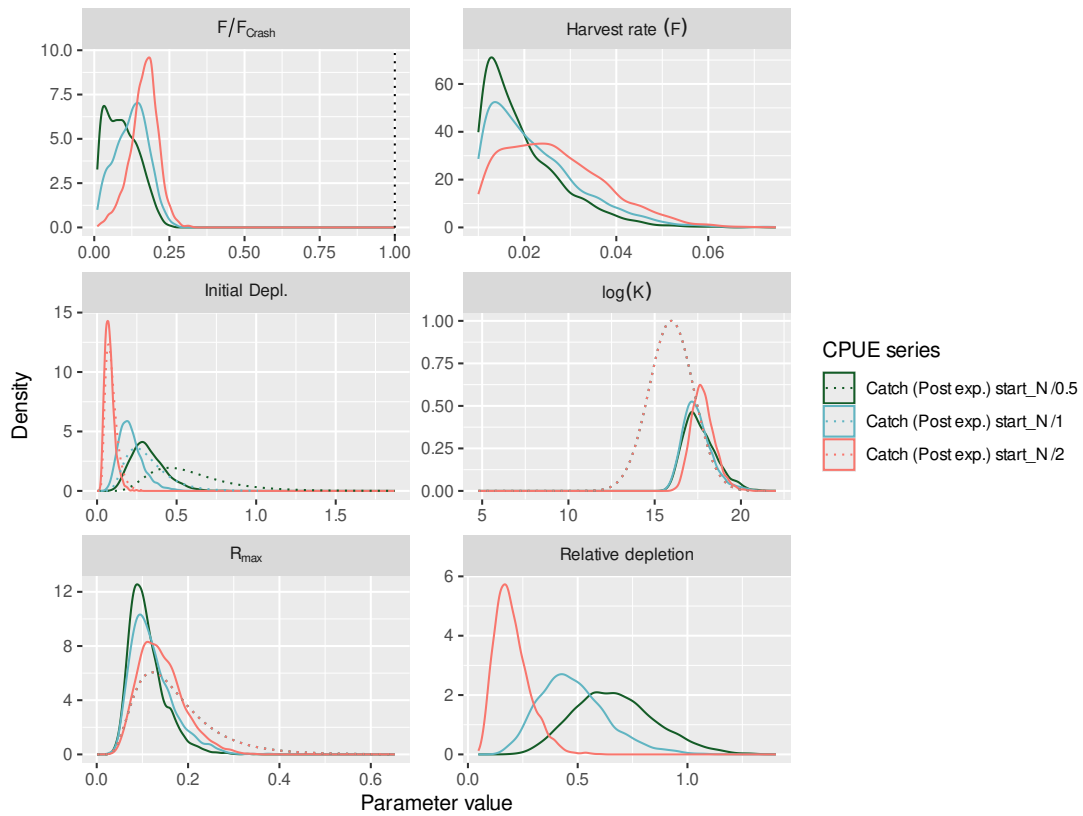 F/F_Crash
Harvest rate (F)
10.0
7.5
5.0
2.5
0.0
0.00 0.25 0.50 0.75 1.00
60
40
20
0
0.02 0.04 0.06
Initial Depl.
log(K)
15
10
5
0
0.0 0.5 1.0 1.5
1.00
0.75
0.50
0.25
0.00
5 10 15 20
R_max
Relative depletion
12
8
4
0
0.0 0.2 0.4 0.6
6
4
2
0
0.0 0.5 1.0
Density
Parameter value
CPUE series
Catch (Post exp.) start_N /0.5
Catch (Post exp.) start_N /1
Catch (Post exp.) start_N /2